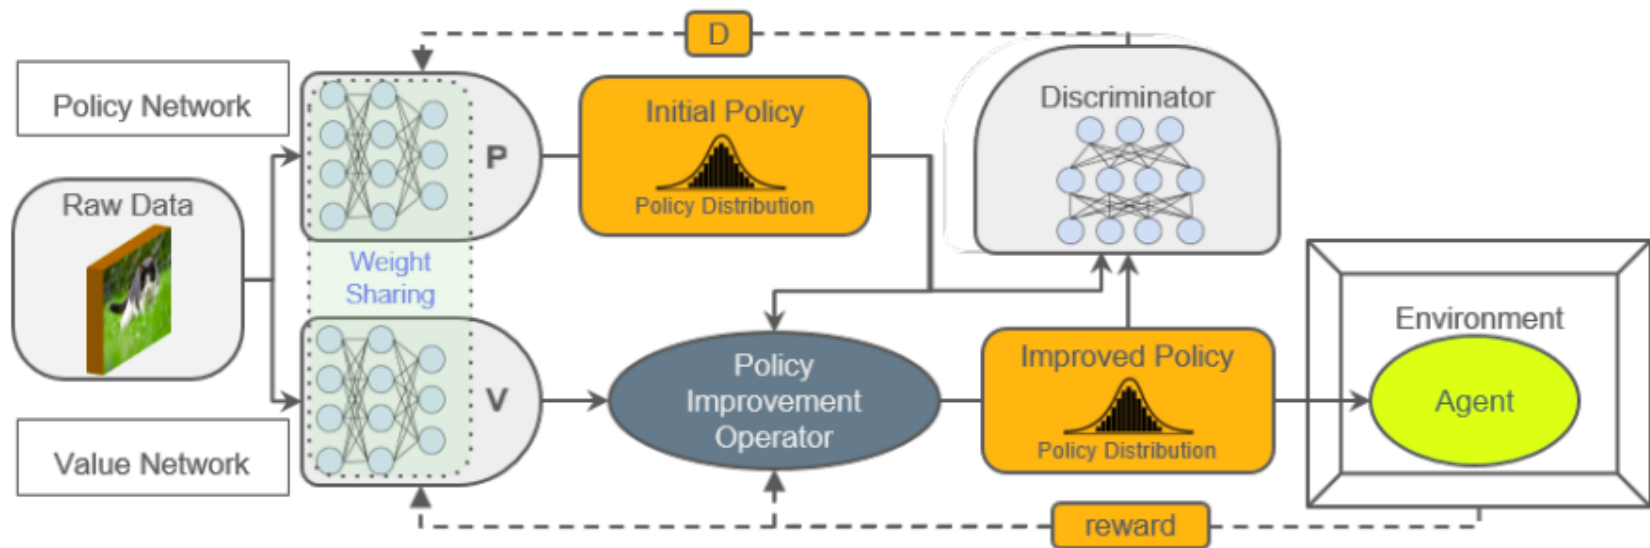 D
Policy Network
Initial Policy
Discriminator
P
Policy Distribution
Raw Data
Weight
Sharing
Environment
Policy
Improvement
Operator
Improved Policy
V
Agent
Policy Distribution
Value Network
reward